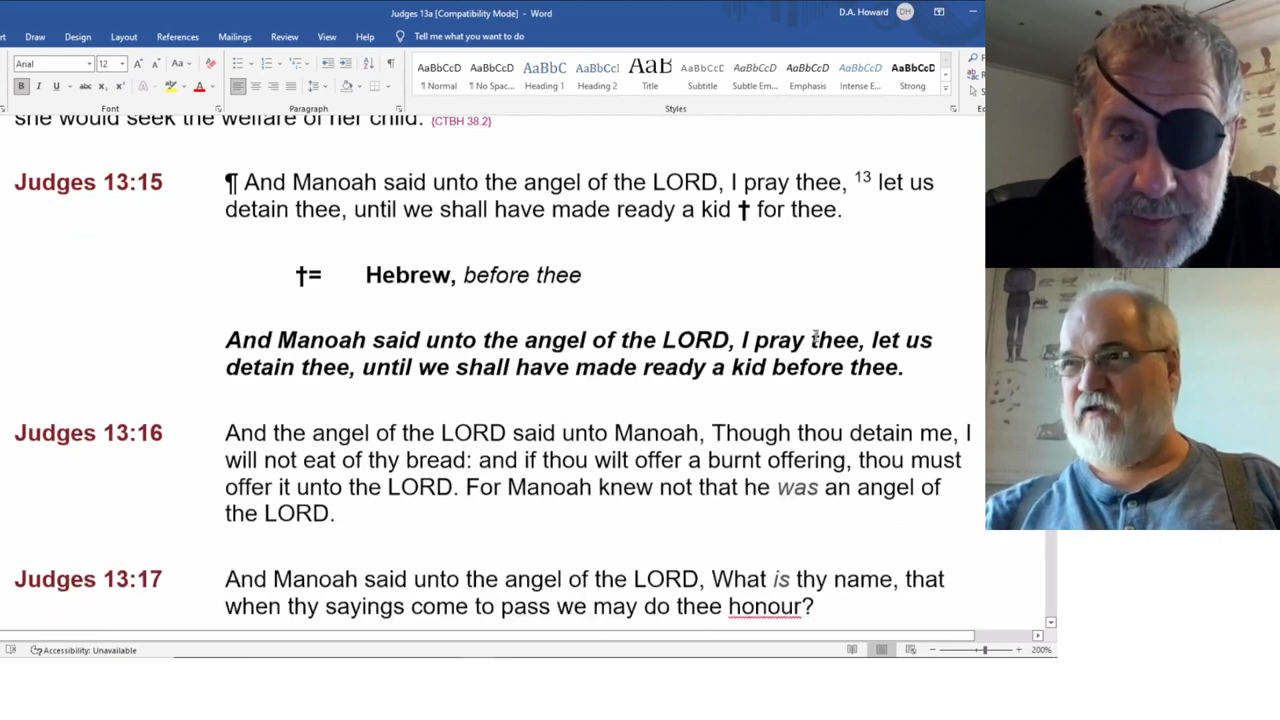 Judges 13a [Compatibility Mode] - Word
D.A. Howard DH
Draw Design Layout References Mailings Review View Help Tell me what you want to do
Arial 12
B I U
Font Paragraph Styles
AaBbCcD AaBbCcD AaBbC AaBbCcI AaB AaBbCcD AaBbCcD AaBbCcD AaBbCcD AaBbCcD
¶ Normal ¶ No Spac... Heading 1 Heading 2 Title Subtitle Subtle Em... Emphasis Intense E... Strong
she would seek the welfare of her child. {CTBH 38.2}
Judges 13:15 ¶ And Manoah said unto the angel of the LORD, I pray thee, 13 let us
detain thee, until we shall have made ready a kid † for thee.
†= Hebrew, before thee
And Manoah said unto the angel of the LORD, I pray thee, let us
detain thee, until we shall have made ready a kid before thee.
Judges 13:16 And the angel of the LORD said unto Manoah, Though thou detain me, I
will not eat of thy bread: and if thou wilt offer a burnt offering, thou must
offer it unto the LORD. For Manoah knew not that he was an angel of
the LORD.
Judges 13:17 And Manoah said unto the angel of the LORD, What is thy name, that
when thy sayings come to pass we may do thee honour?
Accessibility: Unavailable
200%